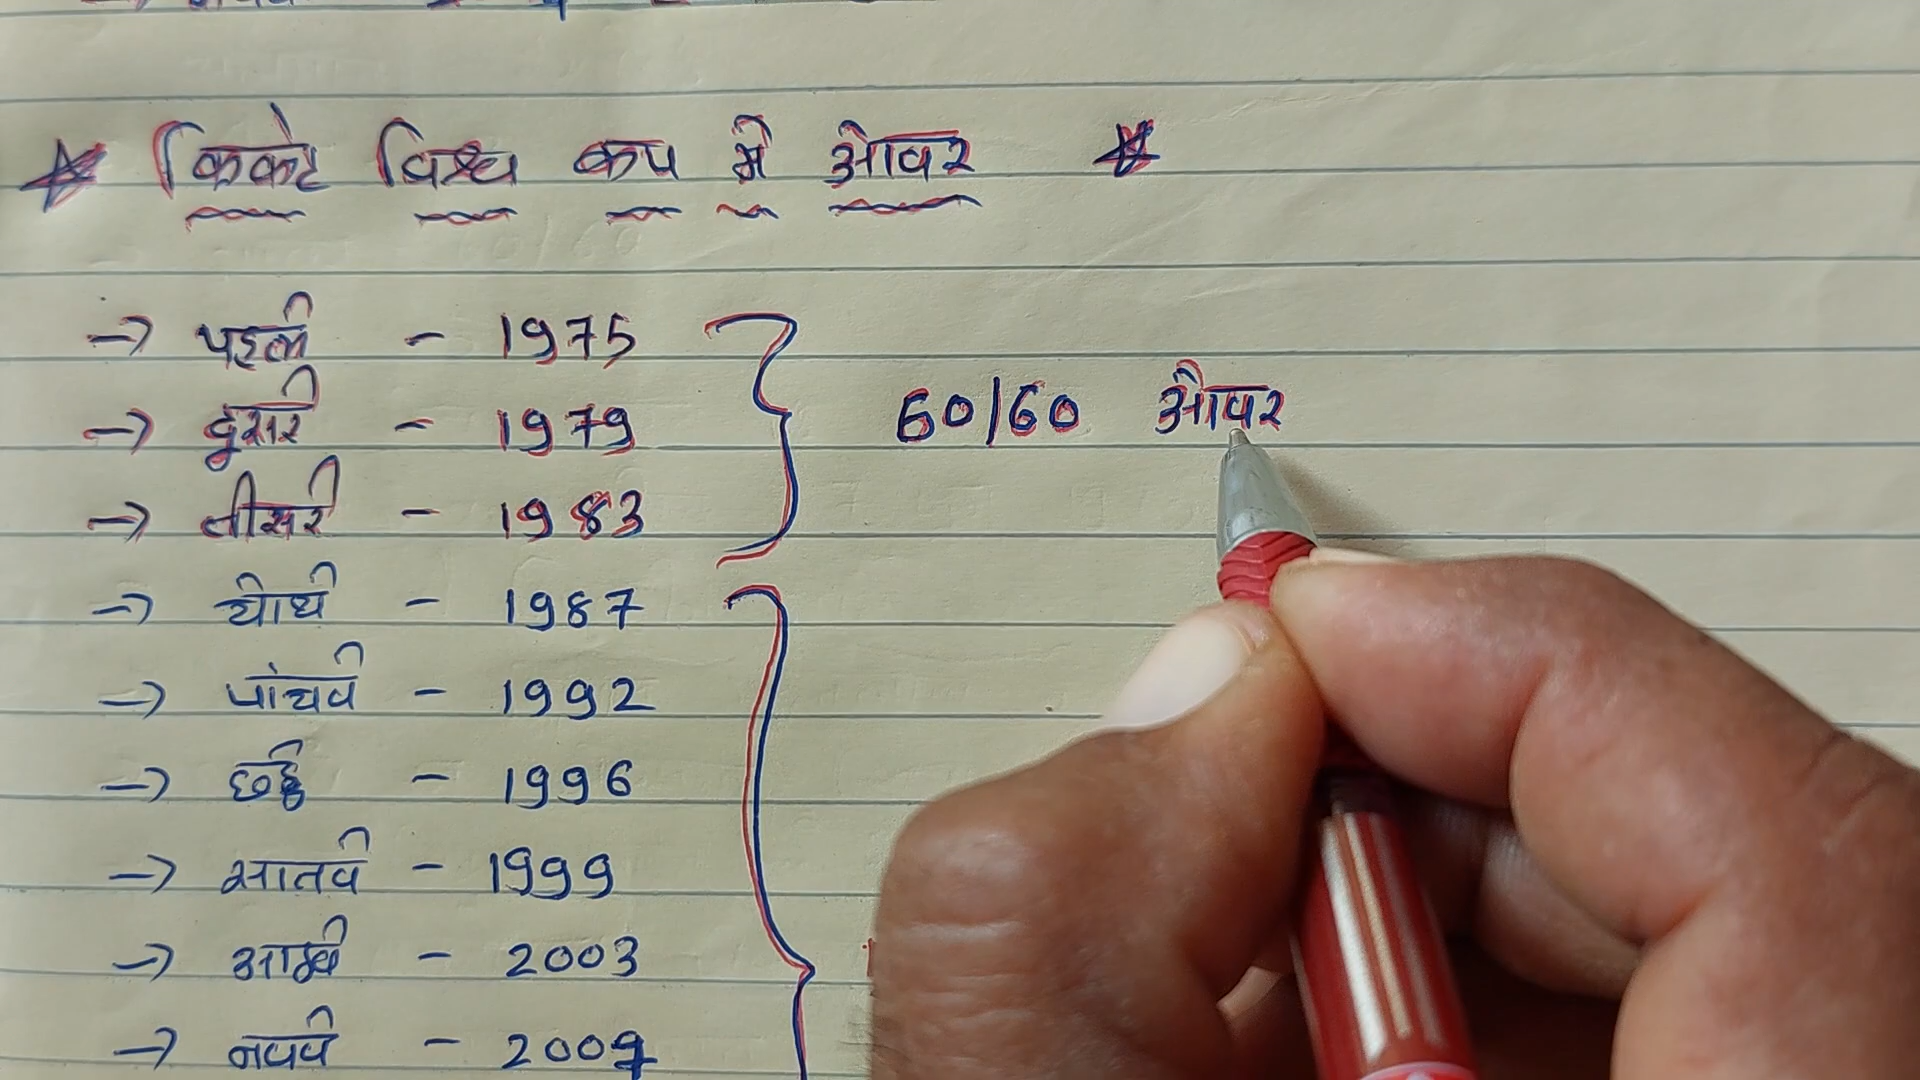 ★ क्रिकेट विश्व कप में ओवर ★
→ पहले - 1975
→ दुसरे - 1979
→ तीसरे - 1983
60/60 ओवर
→ चोथे - 1987
→ पांचवे - 1992
→ छठ्ठे - 1996
→ सातवे - 1999
→ आठवे - 2003
→ नववे - 2007